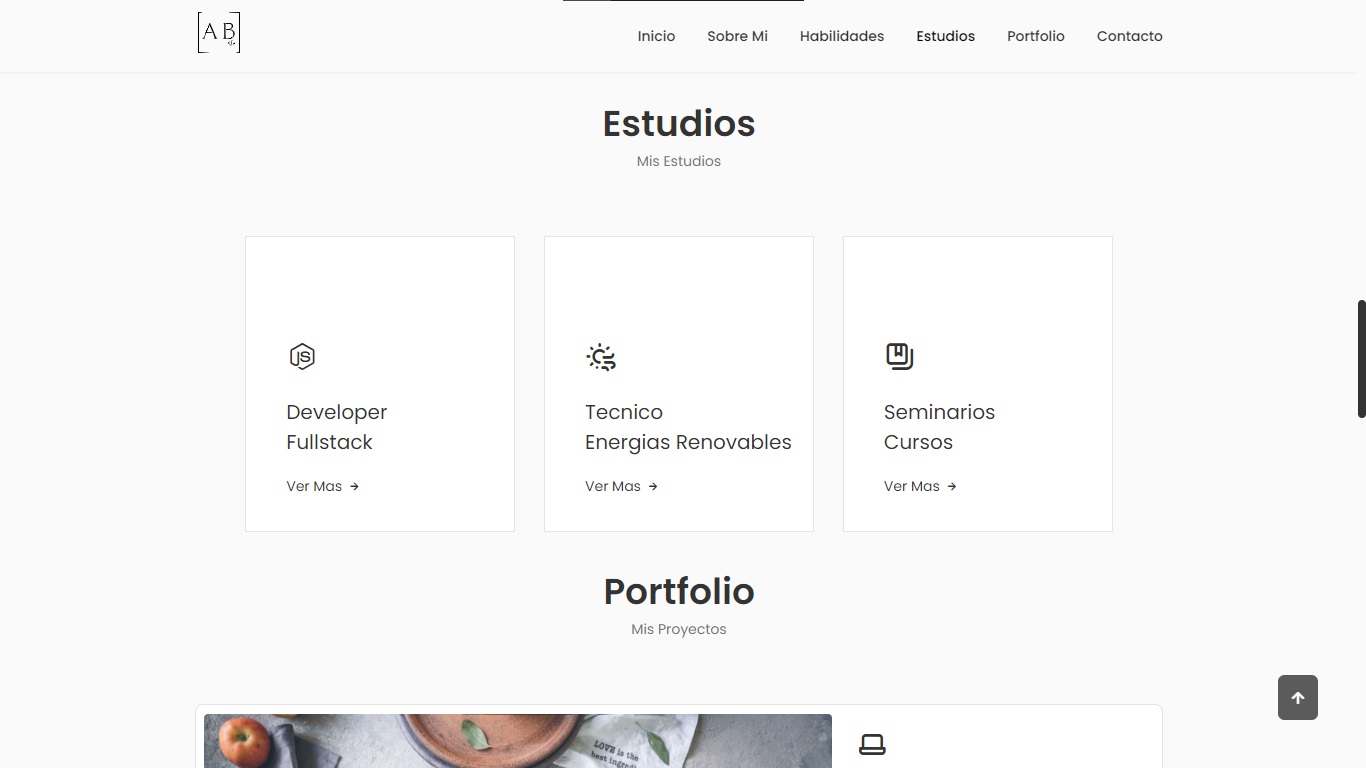 A B
Inicio Sobre Mi Habilidades Estudios Portfolio Contacto
Estudios
Mis Estudios
JS
Developer
Fullstack
Ver Mas →
Tecnico
Energias Renovables
Ver Mas →
Seminarios
Cursos
Ver Mas →
Portfolio
Mis Proyectos
LOVE is the
best ingredi